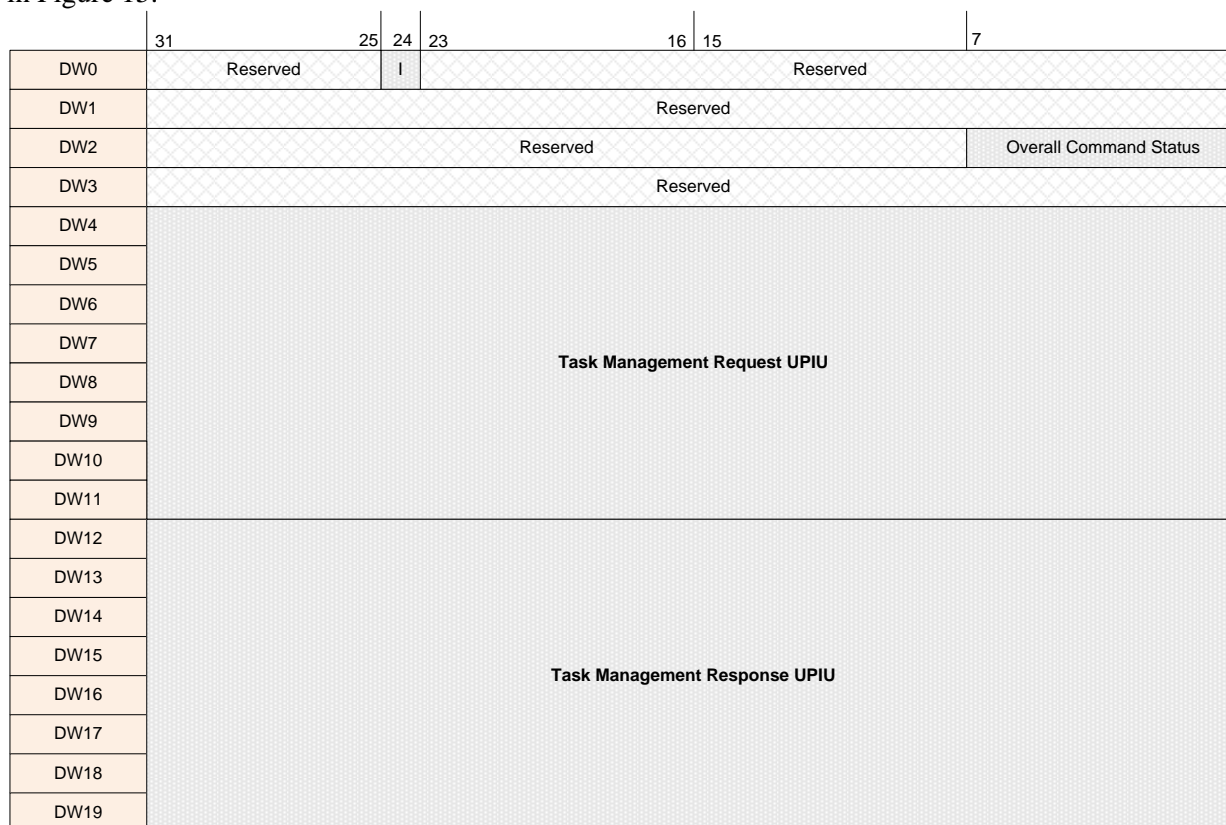 in Figure 13.
31 25 24 23 16 15 7
DW0 Reserved I Reserved
DW1 Reserved
DW2 Reserved Overall Command Status
DW3 Reserved
DW4
DW5
DW6
DW7
Task Management Request UPIU
DW8
DW9
DW10
DW11
DW12
DW13
DW14
DW15
Task Management Response UPIU
DW16
DW17
DW18
DW19